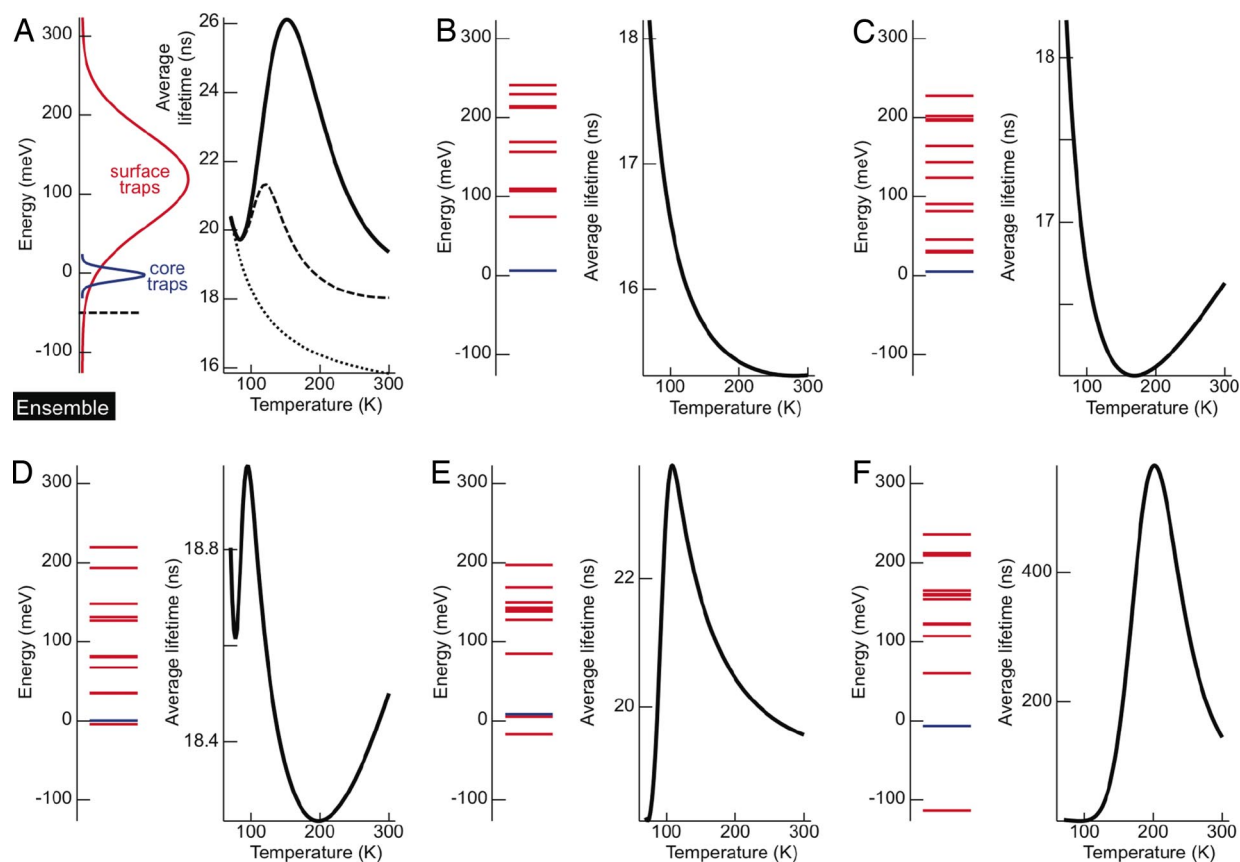 A
Energy (meV)
300
200
100
0
-100
surface
traps
core
traps
Ensemble
Average
lifetime (ns)
26
24
22
20
18
16
100
200
300
Temperature (K)
B
Energy (meV)
300
200
100
0
-100
Average lifetime (ns)
18
17
16
100
200
300
Temperature (K)
C
Energy (meV)
300
200
100
0
-100
Average lifetime (ns)
18
17
100
200
300
Temperature (K)
D
Energy (meV)
300
200
100
0
-100
Average lifetime (ns)
18.8
18.4
100
200
300
Temperature (K)
E
Energy (meV)
300
200
100
0
-100
Average lifetime (ns)
22
20
100
200
300
Temperature (K)
F
Energy (meV)
300
200
100
0
-100
Average lifetime (ns)
400
200
100
200
300
Temperature (K)